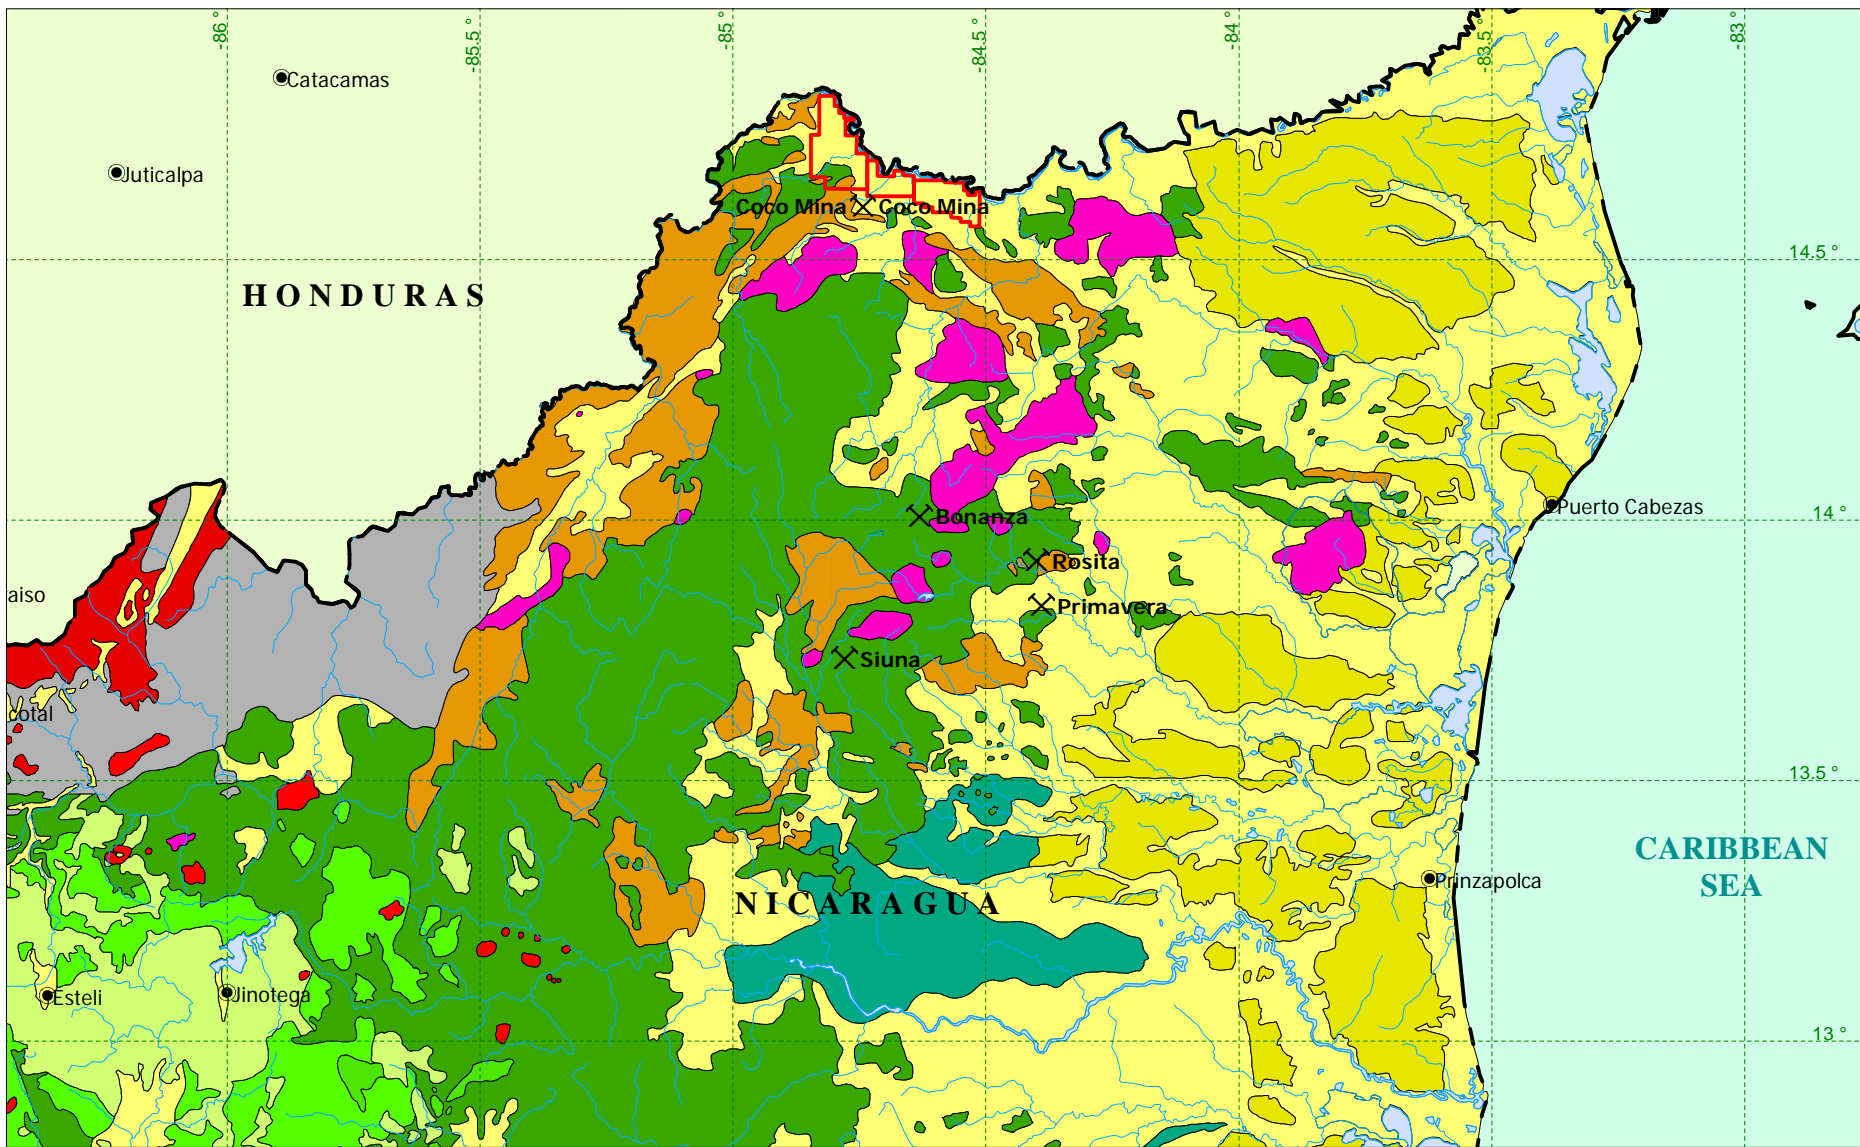 -86 °
-85.5 °
-85 °
-84.5 °
-84 °
-83.5 °
-83 °
Catacamas
Juticalpa
Coco Mina
Coco Mina
14.5 °
HONDURAS
Bonanza
Puerto Cabezas
14 °
Rosita
aiso
Primavera
Siuna
cotal
13.5 °
CARIBBEAN
SEA
Prinzapolca
NICARAGUA
Esteli
Jinotega
13 °